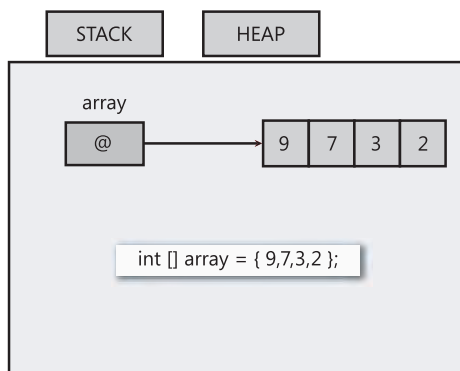 STACK HEAP
array
@ 9 7 3 2
int [] array = { 9,7,3,2 };